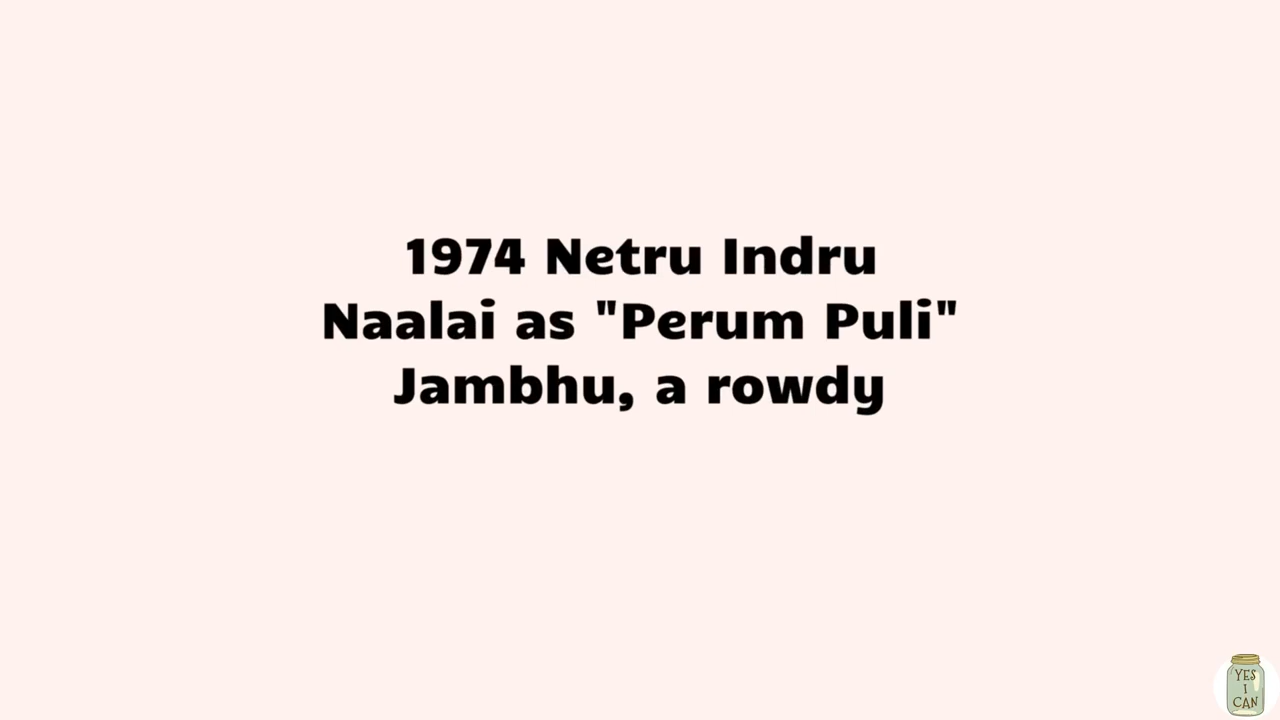 1974 Netru Indru
Naalai as "Perum Puli"
Jambhu, a rowdy
YES
I
CAN